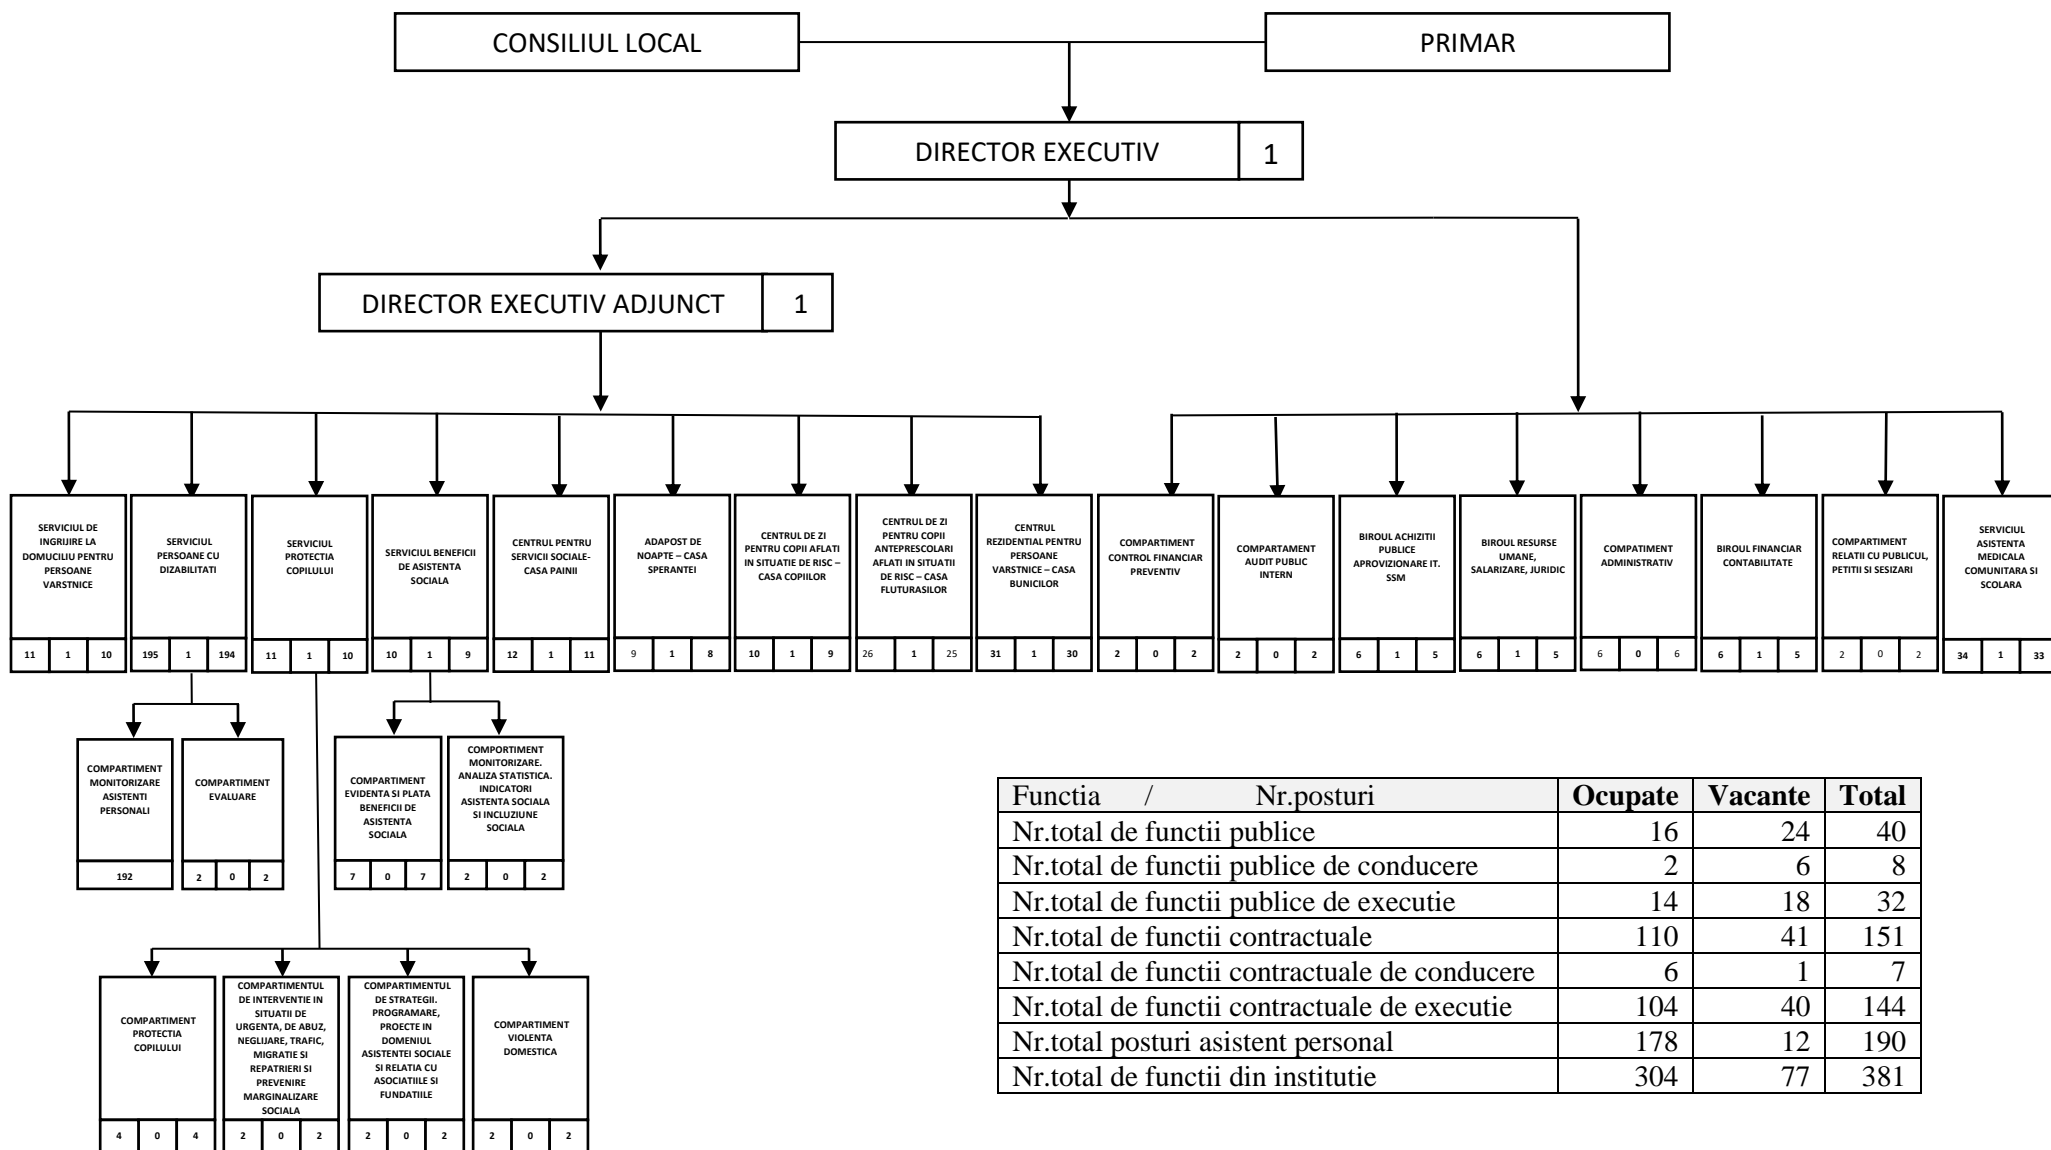 CONSILIUL LOCAL
PRIMAR
DIRECTOR EXECUTIV 1
DIRECTOR EXECUTIV ADJUNCT 1
SERVICIUL DE
INGRIJIRE LA
DOMUCILIU PENTRU
PERSOANE
VARSTNICE
11 1 10
SERVICIUL
PERSOANE CU
DIZABILITATI
195 1 194
SERVICIUL
PROTECTIA
COPILULUI
11 1 10
SERVICIUL BENEFICII
DE ASISTENTA
SOCIALA
10 1 9
CENTRUL PENTRU
SERVICII SOCIALE-
CASA PAINII
12 1 11
ADAPOST DE
NOAPTE – CASA
SPERANTEI
9 1 8
CENTRUL DE ZI
PENTRU COPII AFLATI
IN SITUATIE DE RISC –
CASA COPIILOR
10 1 9
CENTRUL DE ZI
PENTRU COPII
ANTEPRESCOLARI
AFLATI IN SITUATII
DE RISC – CASA
FLUTURASILOR
26 1 25
CENTRUL
REZIDENTIAL PENTRU
PERSOANE
VARSTNICE – CASA
BUNICILOR
31 1 30
COMPARTIMENT
CONTROL FINANCIAR
PREVENTIV
2 0 2
COMPARTAMENT
AUDIT PUBLIC
INTERN
2 0 2
BIROUL ACHIZITII
PUBLICE
APROVIZIONARE IT.
SSM
6 1 5
BIROUL RESURSE
UMANE,
SALARIZARE, JURIDIC
6 1 5
COMPATIMENT
ADMINISTRATIV
6 0 6
BIROUL FINANCIAR
CONTABILITATE
6 1 5
COMPARTIMENT
RELATII CU PUBLICUL,
PETITII SI SESIZARI
2 0 2
SERVICIUL
ASISTENTA
MEDICALA
COMUNITARA SI
SCOLARA
34 1 33
COMPARTIMENT
MONITORIZARE
ASISTENTI
PERSONALI
192
COMPARTIMENT
EVALUARE
2 0 2
COMPARTIMENT
EVIDENTA SI PLATA
BENEFICII DE
ASISTENTA
SOCIALA
7 0 7
COMPORTIMENT
MONITORIZARE.
ANALIZA STATISTICA.
INDICATORI
ASISTENTA SOCIALA
SI INCLUZIUNE
SOCIALA
2 0 2
COMPARTIMENT
PROTECTIA
COPILULUI
4 0 4
COMPARTIMENTUL
DE INTERVENTIE IN
SITUATII DE
URGENTA, DE ABUZ,
NEGLIJARE, TRAFIC,
MIGRATIE SI
REPATRIERI SI
PREVENIRE
MARGINALIZARE
SOCIALA
2 0 2
COMPARTIMENTUL
DE STRATEGII.
PROGRAMARE,
PROECTE IN
DOMENIUL
ASISTENTEI SOCIALE
SI RELATIA CU
ASOCIATIILE SI
FUNDATIILE
2 0 2
COMPARTIMENT
VIOLENTA
DOMESTICA
2 0 2
Functia / Nr.posturi Ocupate Vacante Total
Nr.total de functii publice 16 24 40
Nr.total de functii publice de conducere 2 6 8
Nr.total de functii publice de executie 14 18 32
Nr.total de functii contractuale 110 41 151
Nr.total de functii contractuale de conducere 6 1 7
Nr.total de functii contractuale de executie 104 40 144
Nr.total posturi asistent personal 178 12 190
Nr.total de functii din institutie 304 77 381